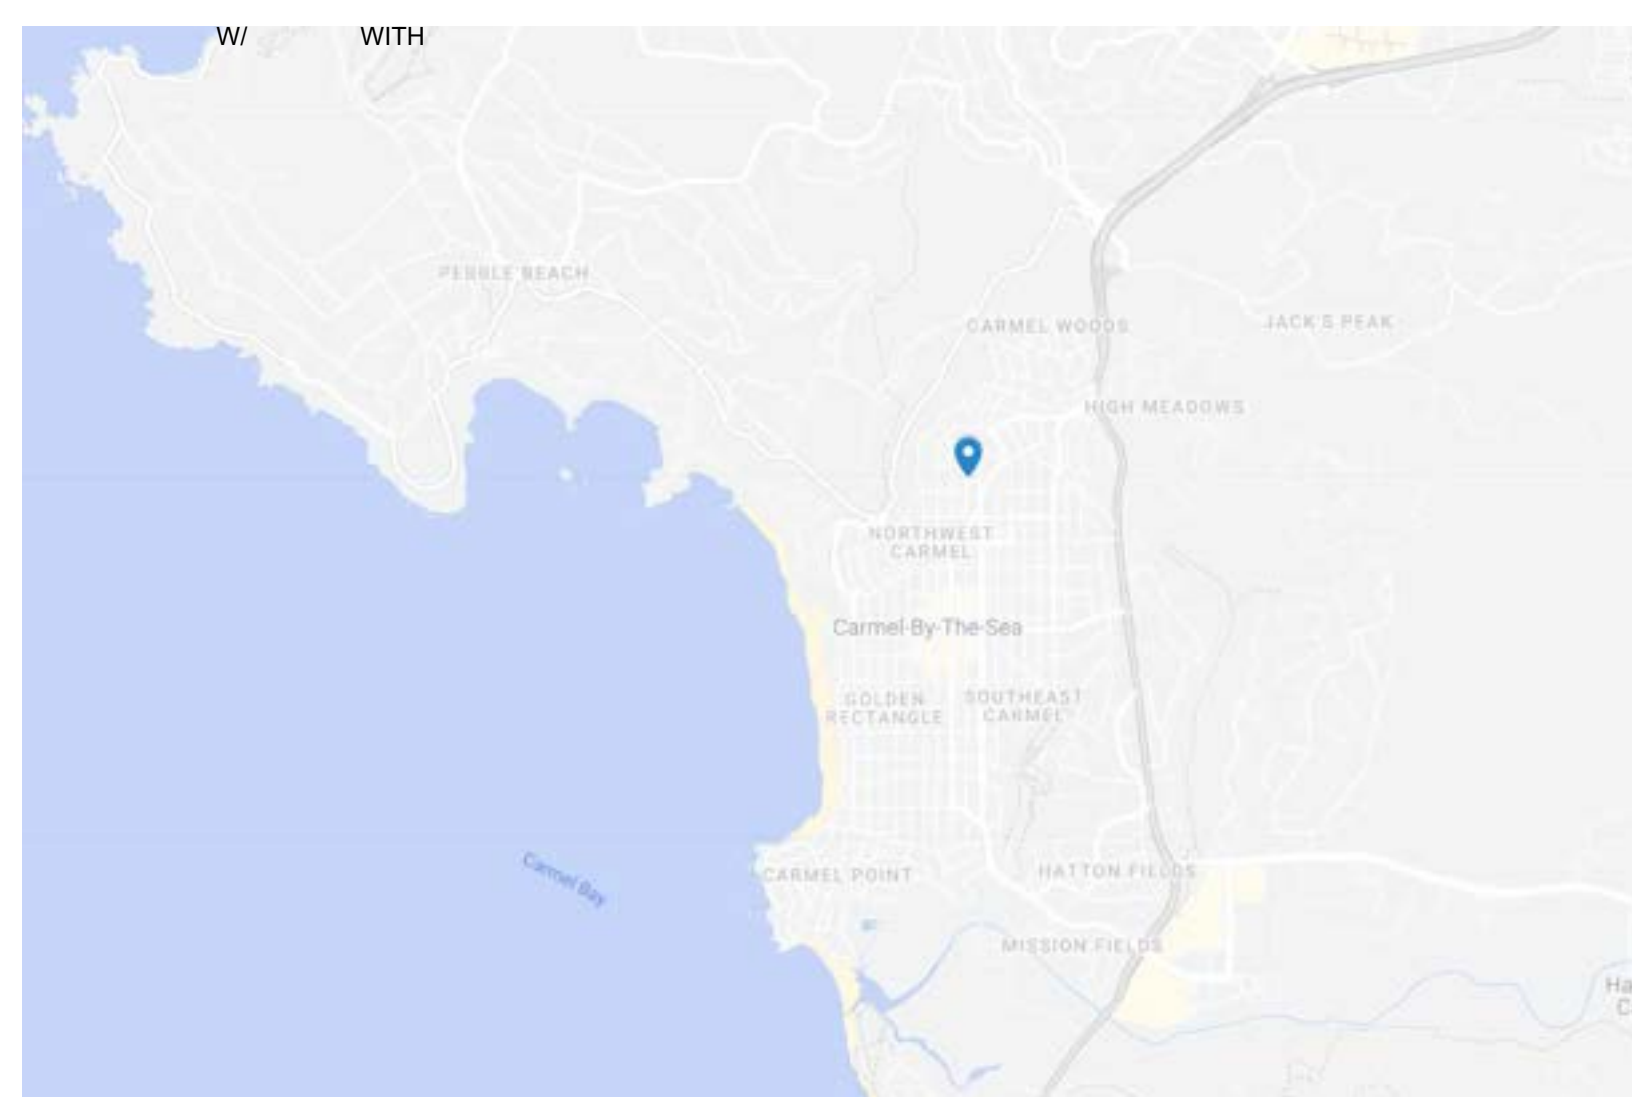 W/ WITH
PEBBLE BEACH
CARMEL WOODS
JACK'S PEAK
HIGH MEADOWS
NORTHWEST
CARMEL
Carmel-By-The-Sea
GOLDEN
RECTANGLE
SOUTHEAST
CARMEL
Carmel Bay
CARMEL POINT
HATTON FIELDS
MISSION FIELDS
Ha
C